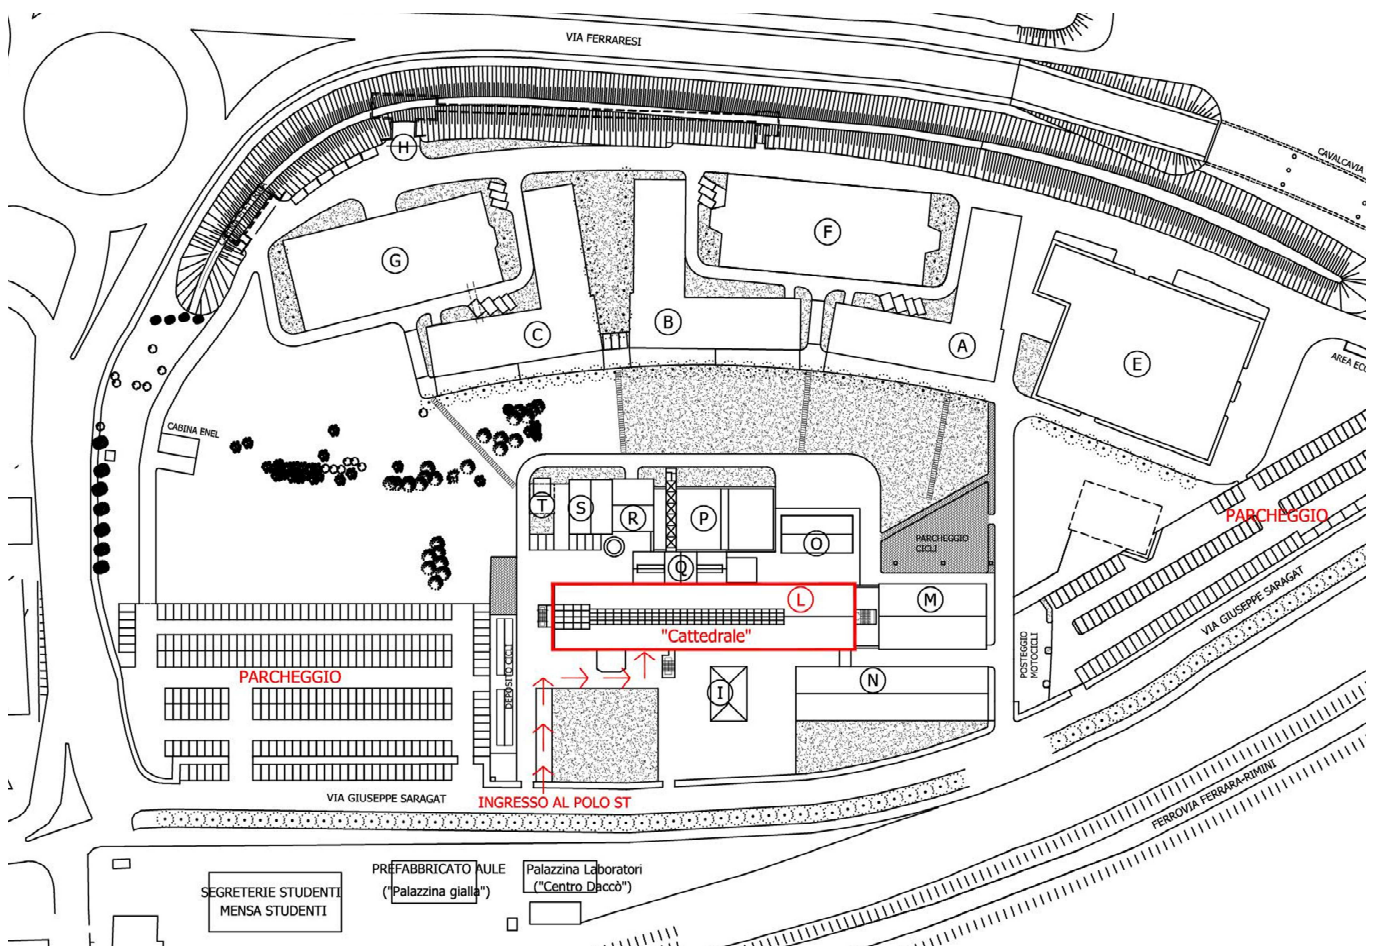 VIA FERRARESI
CAVALCAVIA
H
G
F
C
B
A
E
AREA ECO
CABINA ENEL
T
S
R
P
O
PARCHEGGIO
CICLI
PARCHEGGIO
Q
L
M
"Cattedrale"
VIA GIUSEPPE SARAGAT
POSTEGGIO
MOTOCICLI
PARCHEGGIO
DEPOSITO CICLI
I
N
VIA GIUSEPPE SARAGAT
INGRESSO AL POLO ST
FERROVIA FERRARA-RIMINI
SEGRETERIE STUDENTI
MENSA STUDENTI
PREFABBRICATO AULE
("Palazzina gialla")
Palazzina Laboratori
("Centro Daccò")